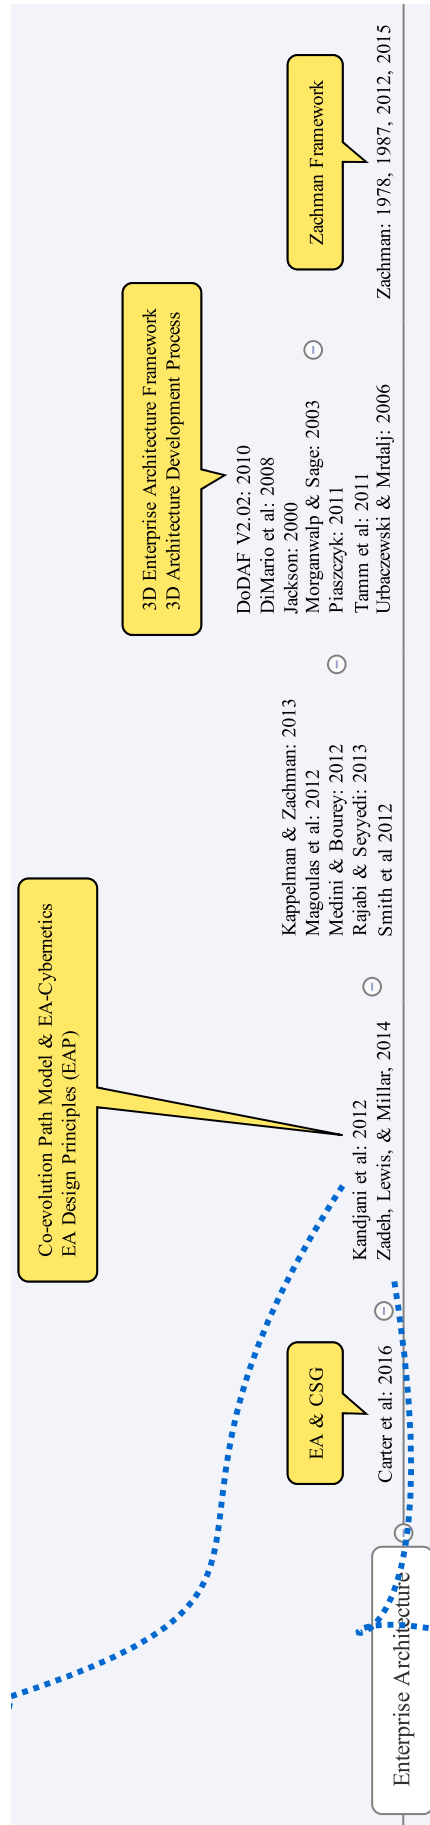 Enterprise Architecture
EA & CSG
Carter et al: 2016
Co-evolution Path Model & EA-Cybernetics
EA Design Principles (EAP)
Kandjani et al: 2012
Zadeh, Lewis, & Millar, 2014
Kappelman & Zachman: 2013
Magoulas et al: 2012
Medini & Bourey: 2012
Rajabi & Seyyedi: 2013
Smith et al 2012
3D Enterprise Architecture Framework
3D Architecture Development Process
DoDAF V2.02: 2010
DiMario et al: 2008
Jackson: 2000
Morganwalp & Sage: 2003
Piaszczyk: 2011
Tamm et al: 2011
Urbaczewski & Mrdalj: 2006
Zachman Framework
Zachman: 1978, 1987, 2012, 2015